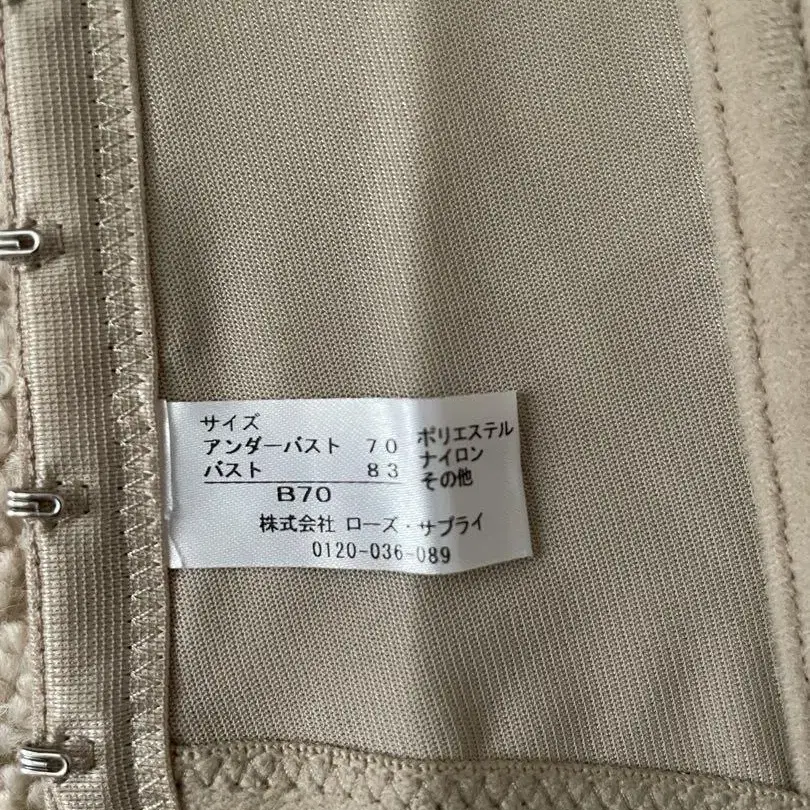 サイズ
アンダーバスト 70
バスト 83
B70
ポリエステル
ナイロン
その他
株式会社 ローズ・サプライ
0120-036-089